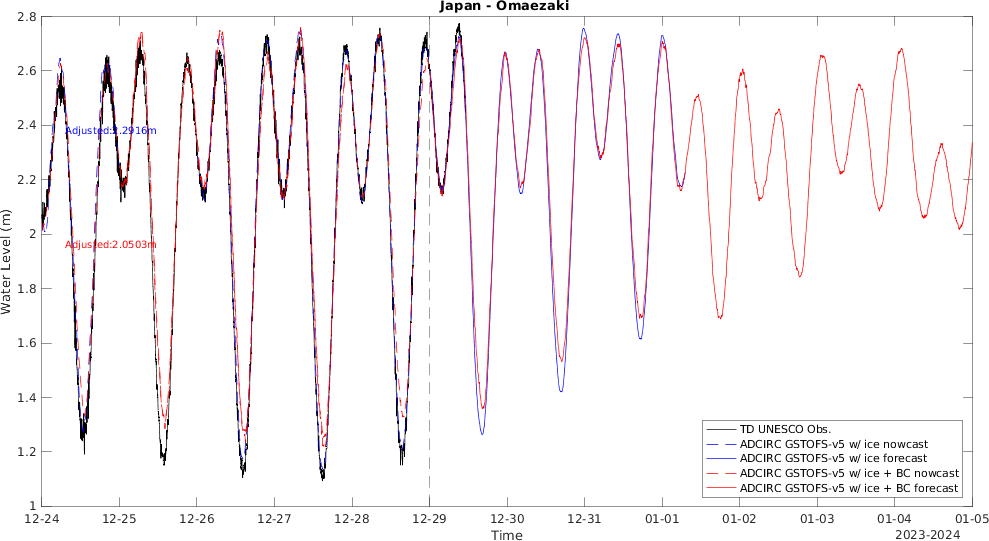 Japan - Omaezaki
2.8
2.6
2.4
2.2
2
1.8
1.6
1.4
1.2
1
Water Level (m)
Adjusted:2.2916m
Adjusted:2.0503m
TD UNESCO Obs.
ADCIRC GSTOFS-v5 w/ ice nowcast
ADCIRC GSTOFS-v5 w/ ice forecast
ADCIRC GSTOFS-v5 w/ ice + BC nowcast
ADCIRC GSTOFS-v5 w/ ice + BC forecast
12-24 12-25 12-26 12-27 12-28 12-29 12-30 12-31 01-01 01-02 01-03 01-04 01-05
Time
2023-2024